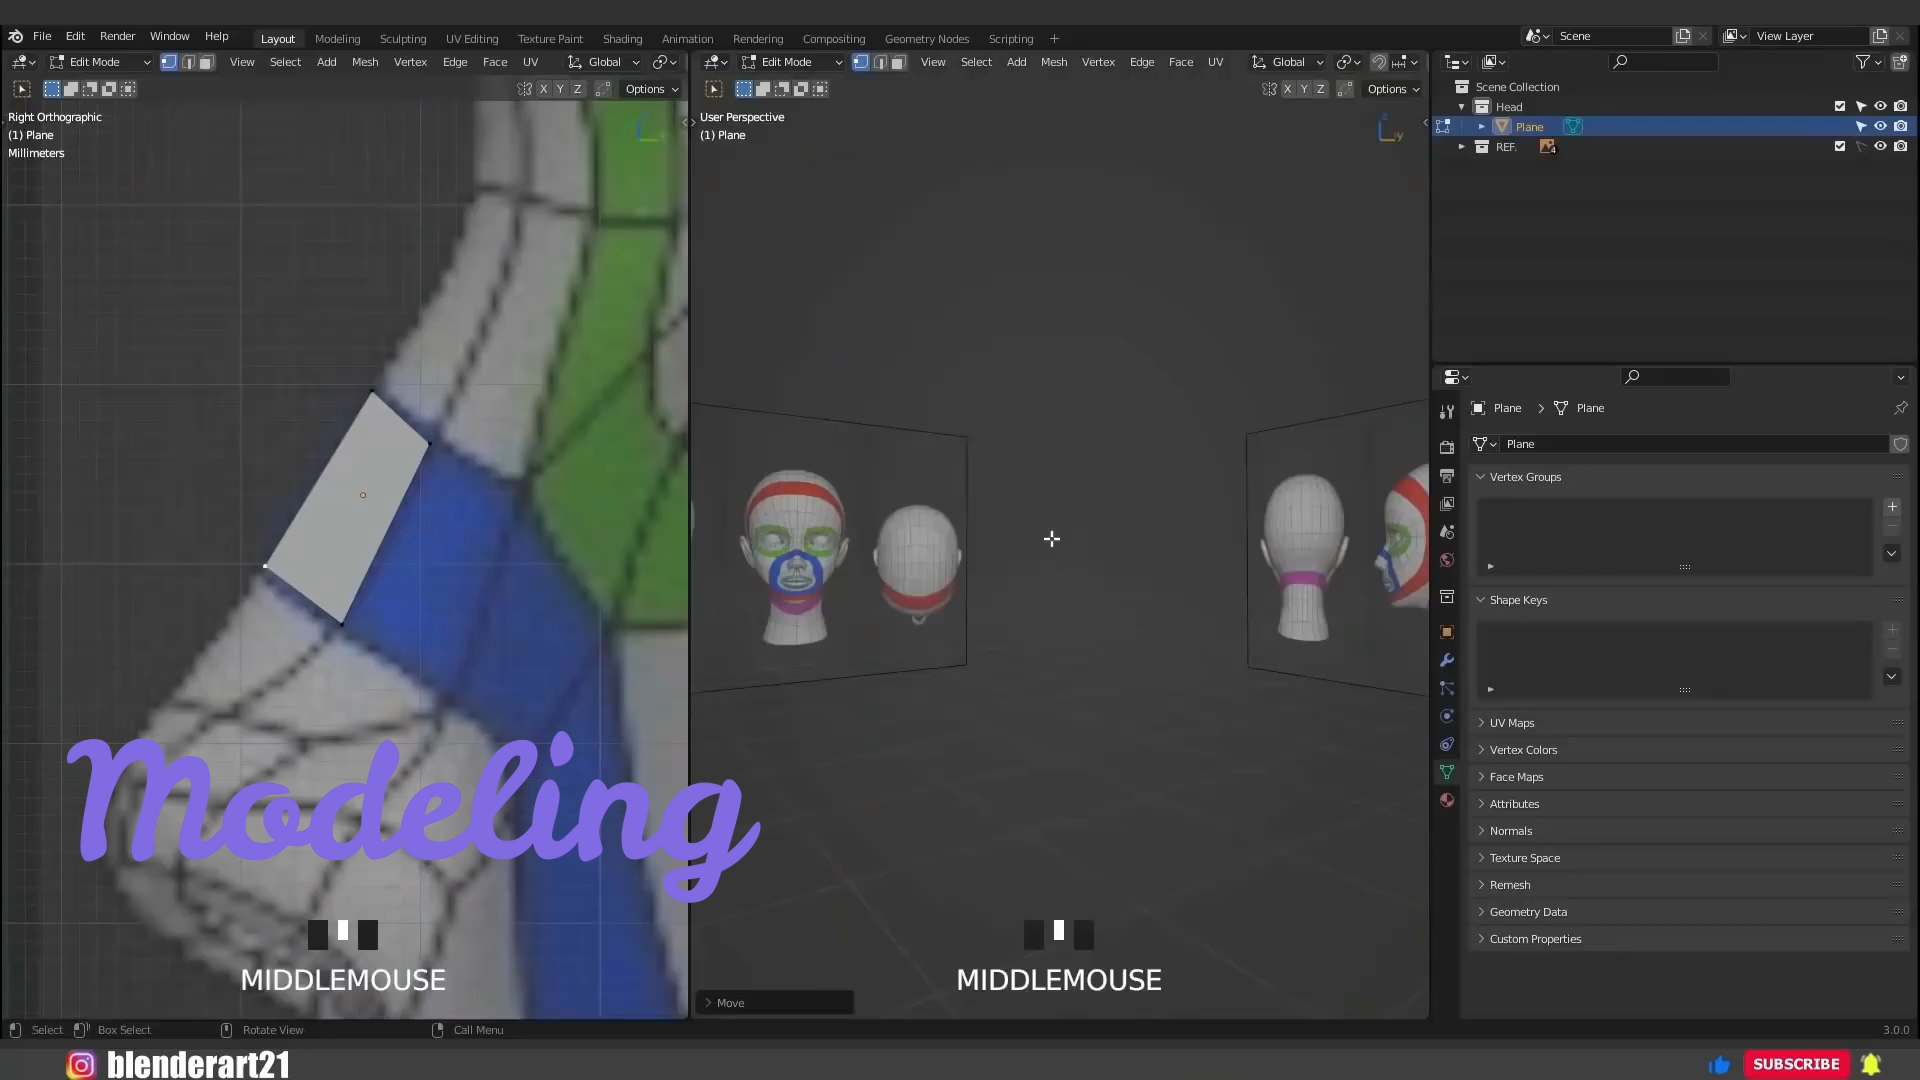 File Edit Render Window Help Layout Modeling Sculpting UV Editing Texture Paint Shading Animation Rendering Compositing Geometry Nodes Scripting + Scene View Layer
Edit Mode View Select Add Mesh Vertex Edge Face UV Global
Edit Mode View Select Add Mesh Vertex Edge Face UV Global
X Y Z Options
X Y Z Options
Right Orthographic
(1) Plane
Millimeters
User Perspective
(1) Plane
Y
Scene Collection
Head
Plane
REF.
4
Plane > Plane
Plane
Vertex Groups
Shape Keys
UV Maps
Vertex Colors
Face Maps
Attributes
Normals
Texture Space
Remesh
Geometry Data
Custom Properties
Modeling
MIDDLEMOUSE
MIDDLEMOUSE
Move
Select Box Select Rotate View Call Menu 3.0.0
blenderart21
SUBSCRIBE